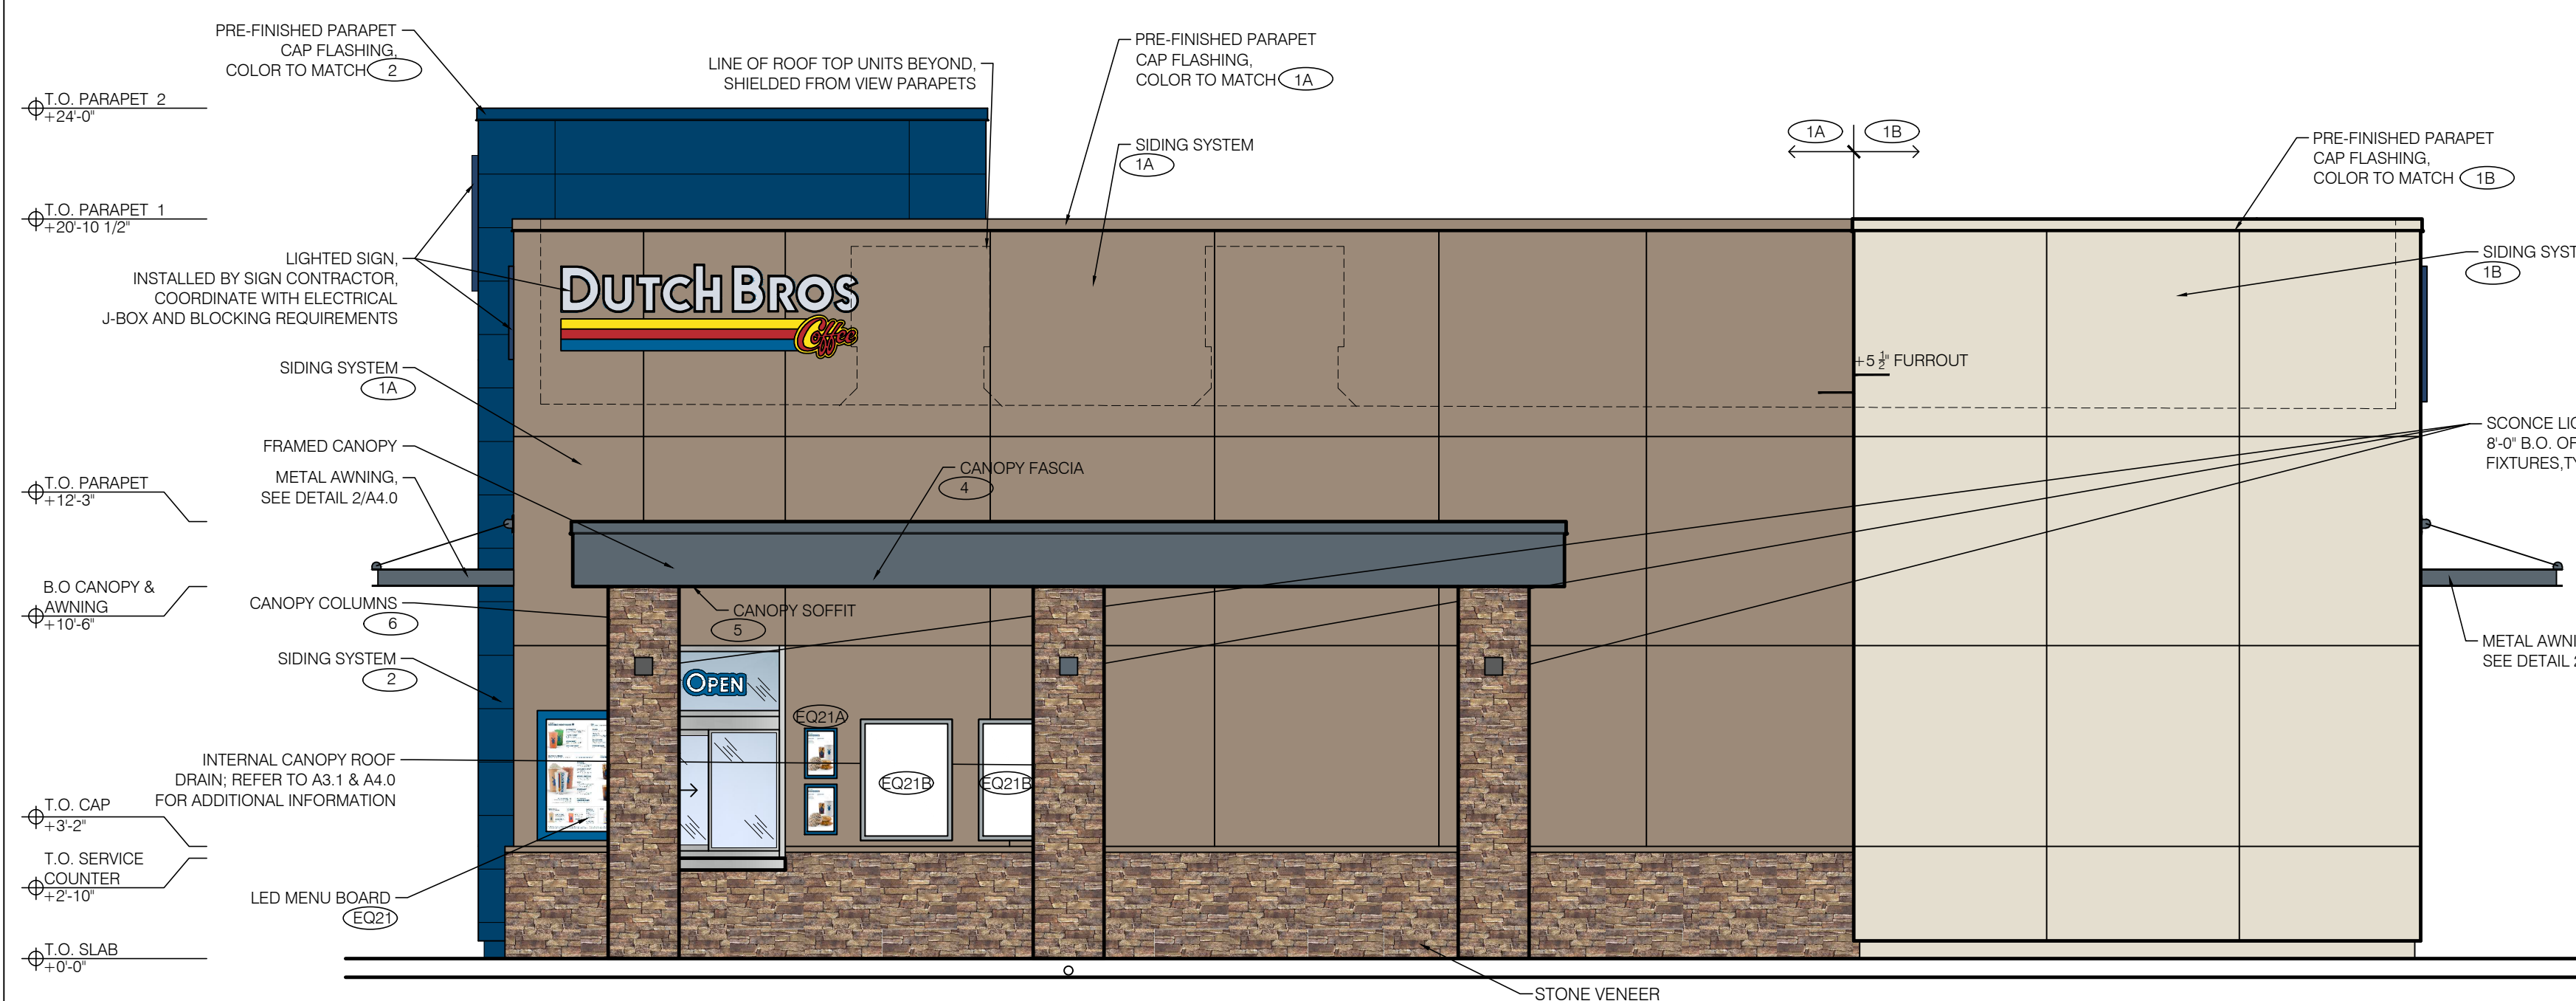 PRE-FINISHED PARAPET
CAP FLASHING,
COLOR TO MATCH 2
LINE OF ROOF TOP UNITS BEYOND,
SHIELDED FROM VIEW PARAPETS
PRE-FINISHED PARAPET
CAP FLASHING,
COLOR TO MATCH 1A
T.O. PARAPET 2
+24'-0"
SIDING SYSTEM
1A
1A
1B
PRE-FINISHED PARAPET
CAP FLASHING,
COLOR TO MATCH 1B
T.O. PARAPET 1
+20'-10 1/2"
LIGHTED SIGN,
INSTALLED BY SIGN CONTRACTOR,
COORDINATE WITH ELECTRICAL
J-BOX AND BLOCKING REQUIREMENTS
DUTCH BROS
Coffee
SIDING SYST
1B
SIDING SYSTEM
1A
+5 1/2" FURROUT
FRAMED CANOPY
METAL AWNING,
SEE DETAIL 2/A4.0
CANOPY FASCIA
4
SCONCE LIG
8'-0" B.O. OF
FIXTURES,TY
T.O. PARAPET
+12'-3"
B.O CANOPY &
AWNING
+10'-6"
CANOPY COLUMNS
6
CANOPY SOFFIT
5
SIDING SYSTEM
2
OPEN
METAL AWNI
SEE DETAIL 2
EQ21A
EQ21B
EQ21B
INTERNAL CANOPY ROOF
DRAIN; REFER TO A3.1 & A4.0
FOR ADDITIONAL INFORMATION
T.O. CAP
+3'-2"
T.O. SERVICE
COUNTER
+2'-10"
LED MENU BOARD
EQ21
T.O. SLAB
+0'-0"
STONE VENEER